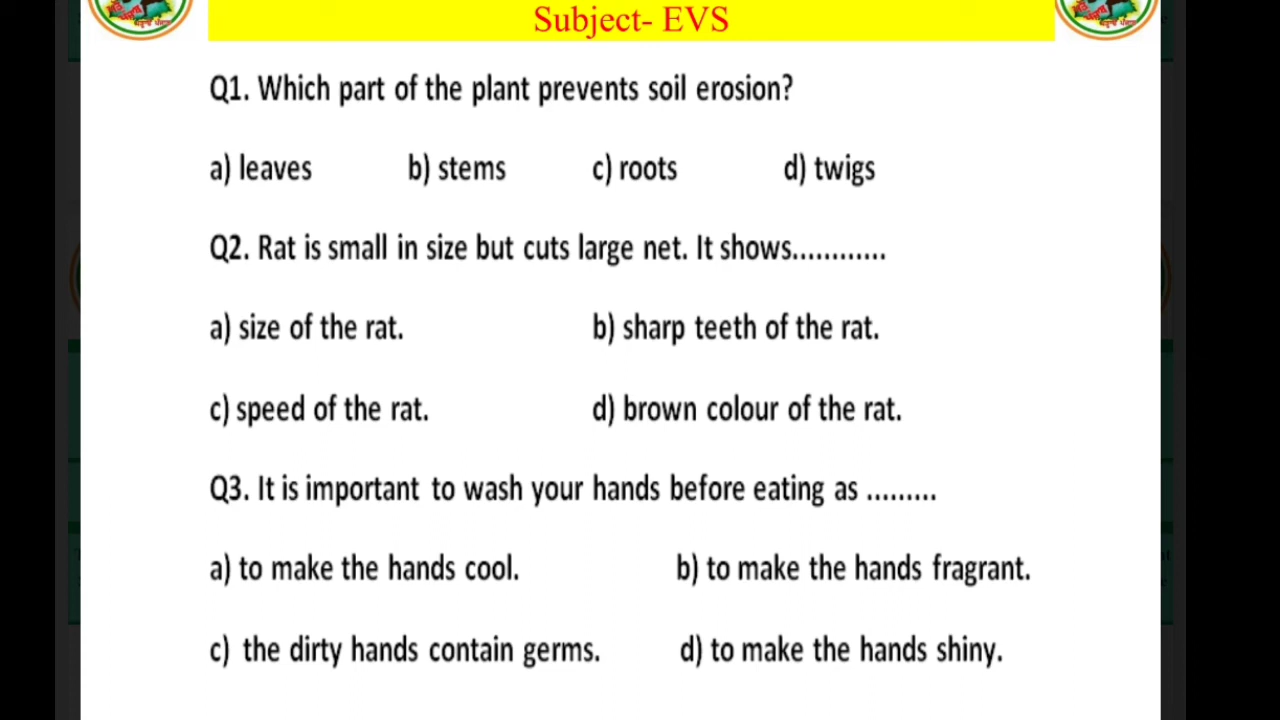 Subject- EVS
Q1. Which part of the plant prevents soil erosion?
a) leaves b) stems c) roots d) twigs
Q2. Rat is small in size but cuts large net. It shows............
a) size of the rat. b) sharp teeth of the rat.
c) speed of the rat. d) brown colour of the rat.
Q3. It is important to wash your hands before eating as .........
a) to make the hands cool. b) to make the hands fragrant.
c) the dirty hands contain germs. d) to make the hands shiny.